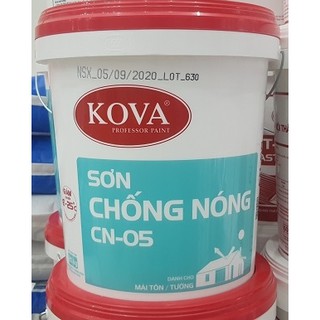 NSX_05/09/2020_LOT_630
KOVA®
PROFESSOR PAINT
SƠN
CHỐNG NÓNG
CN-05
DÀNH CHO
MÁI TÔN / TƯỜNG